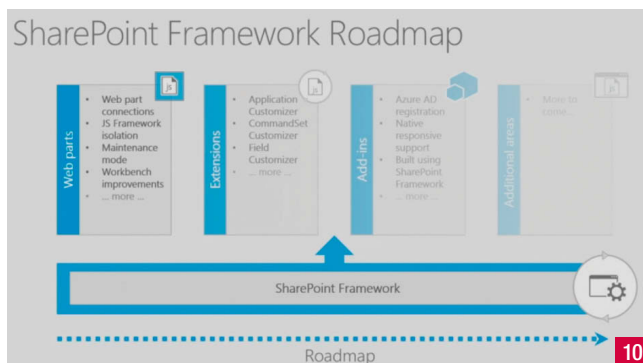 SharePoint Framework Roadmap
Web parts
• Web part
connections
• JS Framework
isolation
• Maintenance
mode
• Workbench
improvements
• ... more ...
Extensions
• Application
Customizer
• CommandSet
Customizer
• Field
Customizer
• ... more ...
Add-ins
• Azure AD
registration
• Native
responsive
support
• Built using
SharePoint
Framework
• ... more ...
Additional areas
• More to
come...
SharePoint Framework
Roadmap
10